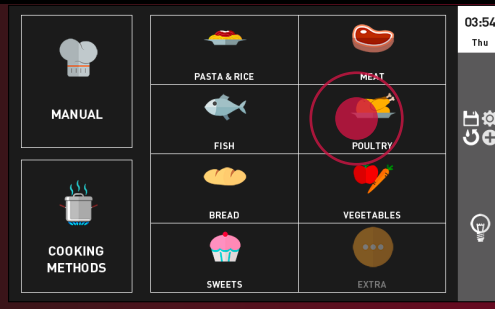 03:54
Thu
MANUAL
PASTA & RICE
MEAT
FISH
POULTRY
BREAD
VEGETABLES
COOKING
METHODS
SWEETS
EXTRA